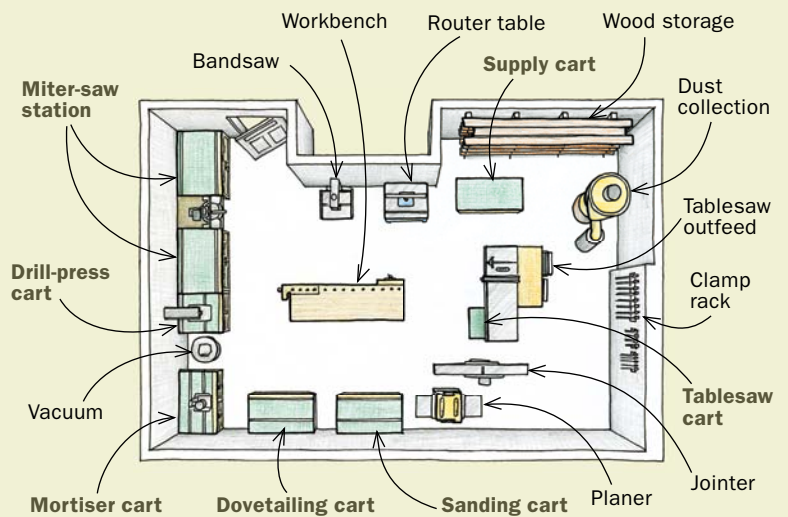 Workbench
Router table
Wood storage
Bandsaw
Supply cart
Miter-saw
station
Dust
collection
Tablesaw
outfeed
Drill-press
cart
Clamp
rack
Vacuum
Tablesaw
cart
Mortiser cart
Dovetailing cart
Sanding cart
Planer
Jointer